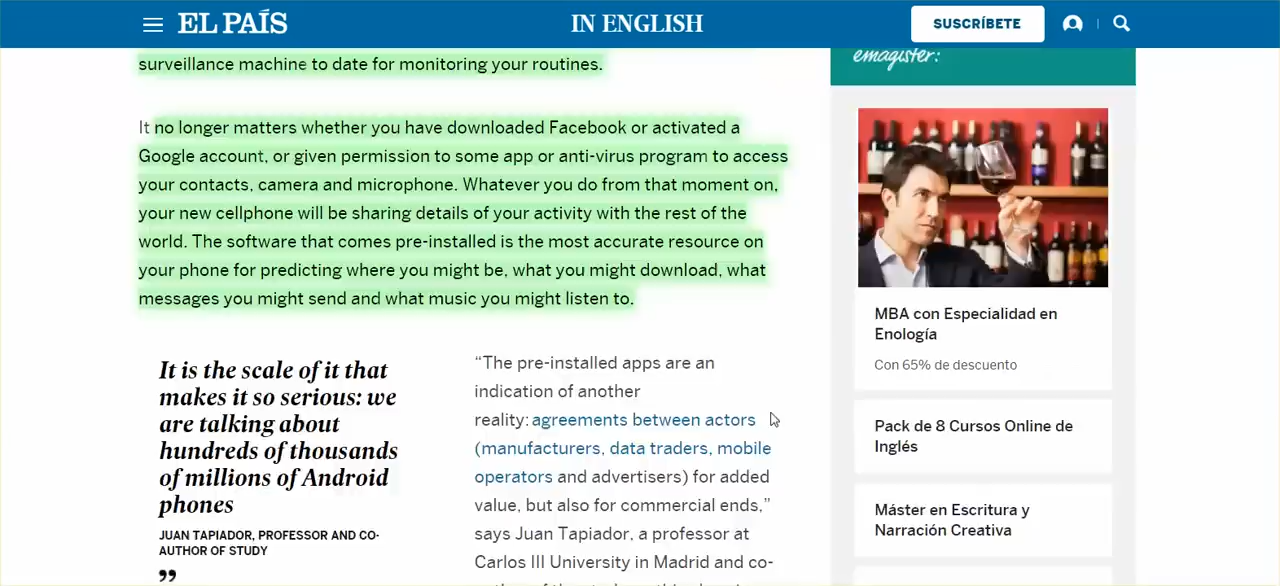 EL PAÍS
IN ENGLISH
SUSCRÍBETE
surveillance machine to date for monitoring your routines.
It no longer matters whether you have downloaded Facebook or activated a
Google account, or given permission to some app or anti-virus program to access
your contacts, camera and microphone. Whatever you do from that moment on,
your new cellphone will be sharing details of your activity with the rest of the
world. The software that comes pre-installed is the most accurate resource on
your phone for predicting where you might be, what you might download, what
messages you might send and what music you might listen to.
It is the scale of it that
makes it so serious: we
are talking about
hundreds of thousands
of millions of Android
phones
JUAN TAPIADOR, PROFESSOR AND CO-
AUTHOR OF STUDY
”
“The pre-installed apps are an
indication of another
reality: agreements between actors
(manufacturers, data traders, mobile
operators and advertisers) for added
value, but also for commercial ends,”
says Juan Tapiador, a professor at
Carlos III University in Madrid and co-
emagister:
MBA con Especialidad en
Enología
Con 65% de descuento
Pack de 8 Cursos Online de
Inglés
Máster en Escritura y
Narración Creativa